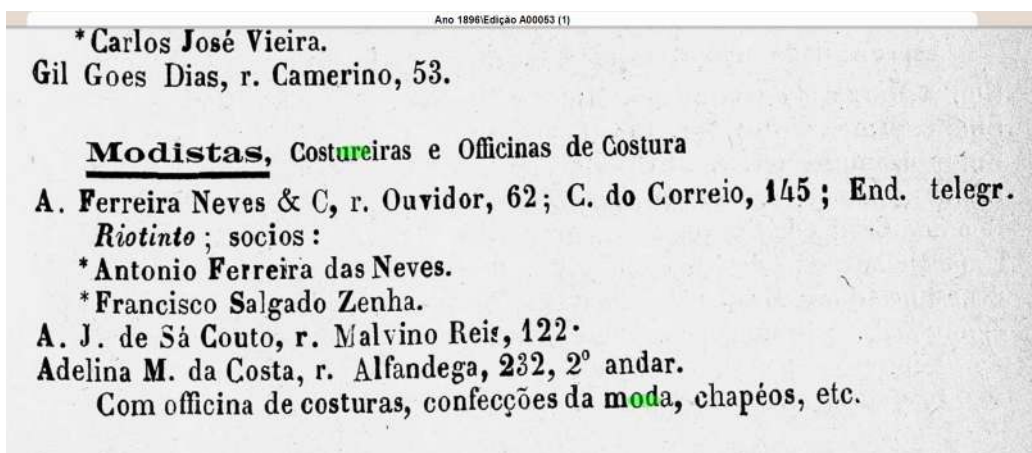 Ano 1896\Edição A00053 (1)
* Carlos José Vieira.
Gil Goes Dias, r. Camerino, 53.
Modistas, Costureiras e Officinas de Costura
A. Ferreira Neves & C, r. Ouvidor, 62; C. do Correio, 145; End. telegr.
Riotinto; socios:
* Antonio Ferreira das Neves.
* Francisco Salgado Zenha.
A. J. de Sá Couto, r. Malvino Reis, 122.
Adelina M. da Costa, r. Alfandega, 232, 2º andar.
Com officina de costuras, confecções da moda, chapéos, etc.